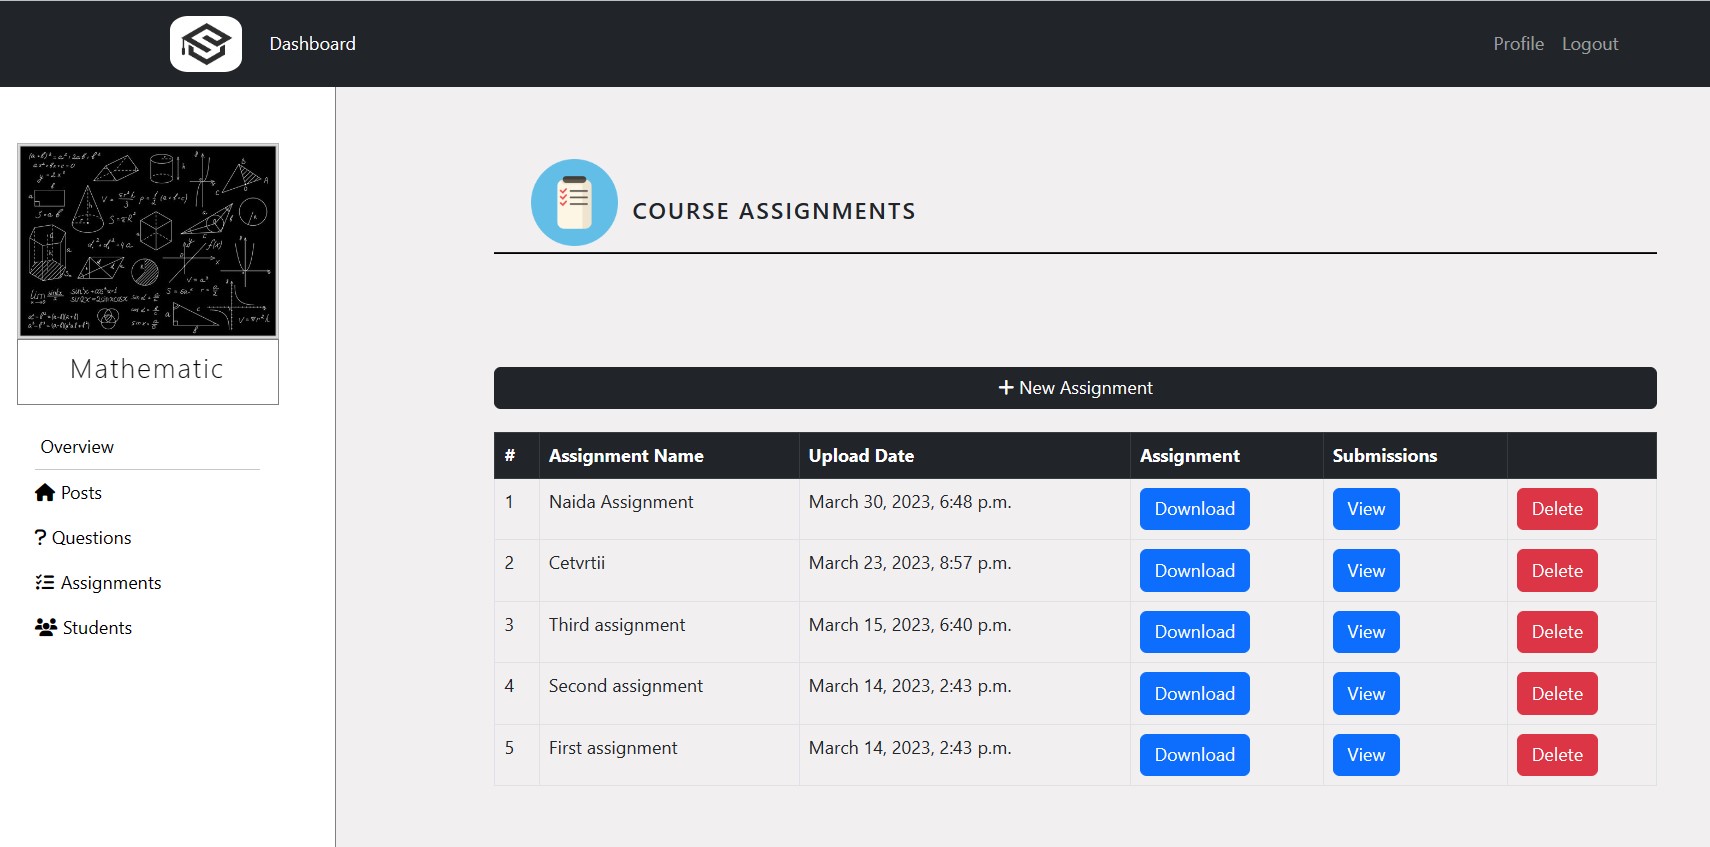 Dashboard
Profile Logout
Mathematic
Overview
Posts
? Questions
Assignments
Students
COURSE ASSIGNMENTS
+ New Assignment
# Assignment Name Upload Date Assignment Submissions
1 Naida Assignment March 30, 2023, 6:48 p.m. Download View Delete
2 Cetvrtii March 23, 2023, 8:57 p.m. Download View Delete
3 Third assignment March 15, 2023, 6:40 p.m. Download View Delete
4 Second assignment March 14, 2023, 2:43 p.m. Download View Delete
5 First assignment March 14, 2023, 2:43 p.m. Download View Delete